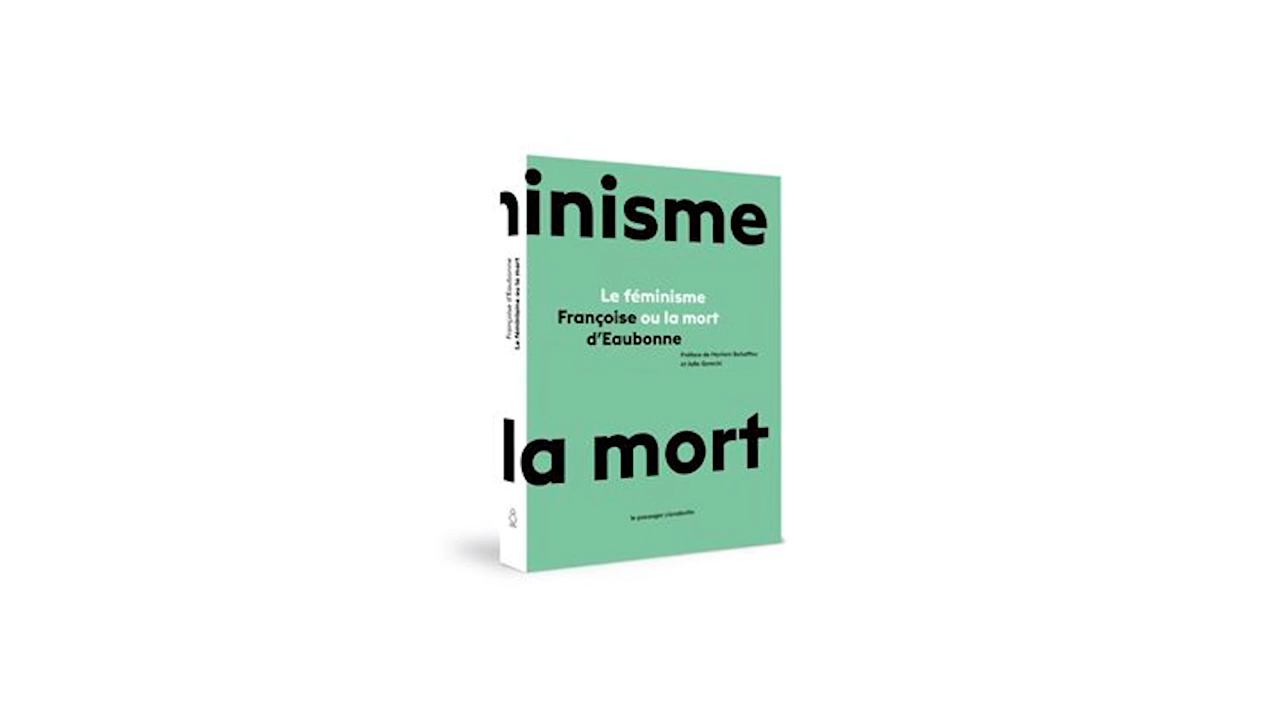 inisme
Le féminisme
Françoise ou la mort
d'Eaubonne
Préface de Myriam Bahaffou
et Julie Gorecki
la mort
le passager clandestin
Françoise d'Eaubonne
Le féminisme ou la mort